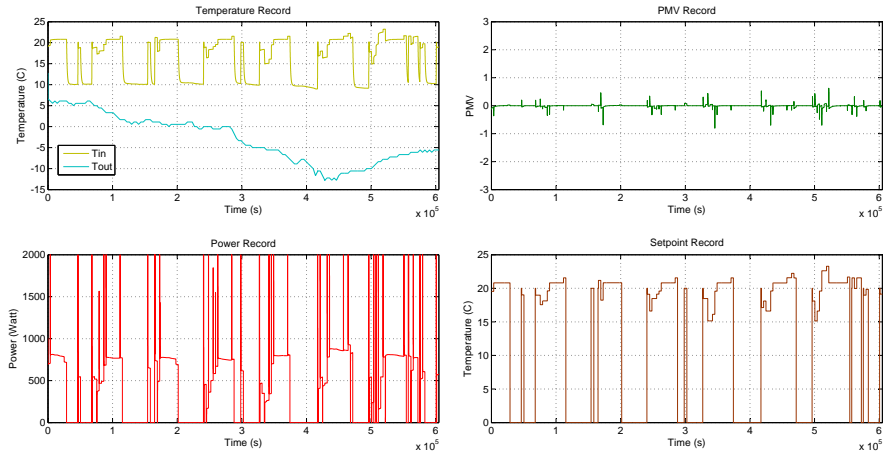 Temperature Record
25
20
15
10
5
0
-5
-10
-15
Temperature (C)
Tin
Tout
0 1 2 3 4 5 6
Time (s)
x 10^5
PMV Record
3
2
1
0
-1
-2
-3
PMV
0 1 2 3 4 5 6
Time (s)
x 10^5
Power Record
2000
1500
1000
500
0
Power (Watt)
0 1 2 3 4 5 6
Time (s)
x 10^5
Setpoint Record
25
20
15
10
5
0
Temperature (C)
0 1 2 3 4 5 6
Time (s)
x 10^5